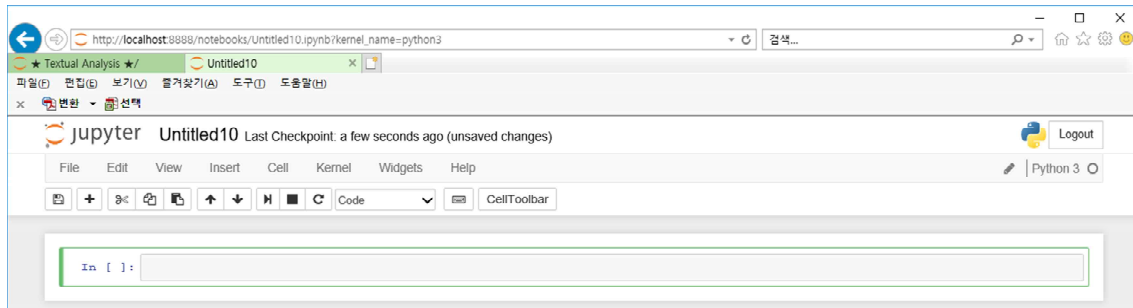 http://localhost:8888/notebooks/Untitled10.ipynb?kernel_name=python3 검색...
★ Textual Analysis ★/ Untitled10
파일(F) 편집(E) 보기(V) 즐겨찾기(A) 도구(T) 도움말(H)
변환 선택
jupyter Untitled10 Last Checkpoint: a few seconds ago (unsaved changes) Logout
File Edit View Insert Cell Kernel Widgets Help Python 3
Code CellToolbar
In [ ]: